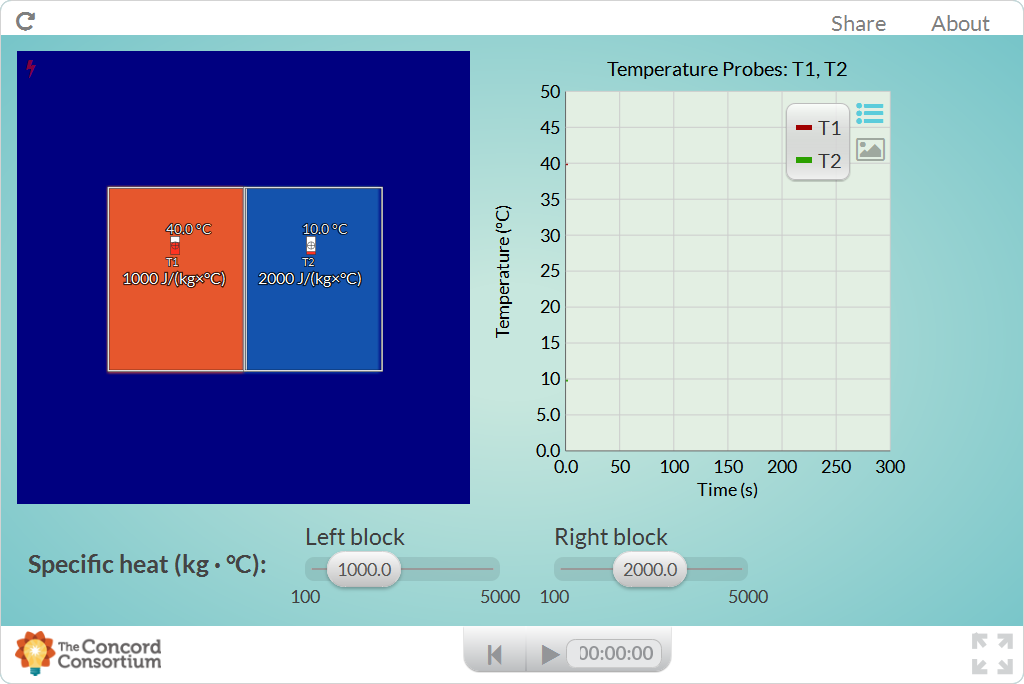 Share About
Temperature Probes: T1, T2
50
45
40
35
30
25
20
15
10
5.0
0.0
Temperature (°C)
T1
T2
0.0 50 100 150 200 250 300
Time (s)
40.0 °C
T1
1000 J/(kg×°C)
10.0 °C
T2
2000 J/(kg×°C)
Specific heat (kg · °C):
Left block
1000.0
100 5000
Right block
2000.0
100 5000
The Concord
Consortium
00:00:00